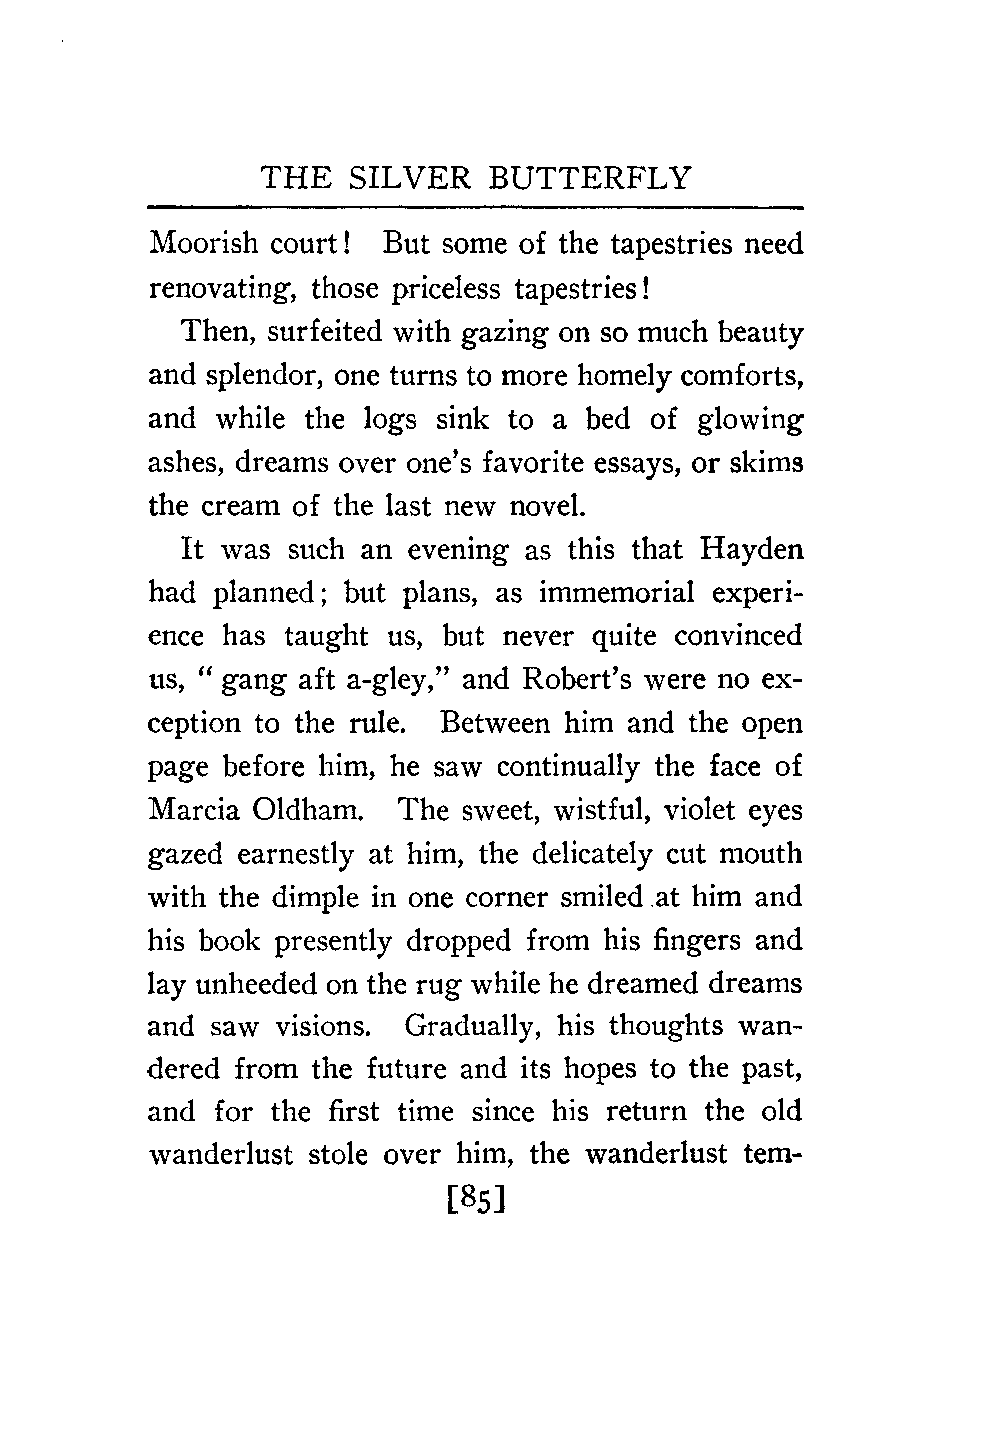 THE SILVER BUTTERFLY
Moorish court! But some of the tapestries need
renovating, those priceless tapestries!
Then, surfeited with gazing on so much beauty
and splendor, one turns to more homely comforts,
and while the logs sink to a bed of glowing
ashes, dreams over one's favorite essays, or skims
the cream of the last new novel.
It was such an evening as this that Hayden
had planned; but plans, as immemorial experi-
ence has taught us, but never quite convinced
us, " gang aft a-gley," and Robert's were no ex-
ception to the rule. Between him and the open
page before him, he saw continually the face of
Marcia Oldham. The sweet, wistful, violet eyes
gazed earnestly at him, the delicately cut mouth
with the dimple in one corner smiled at him and
his book presently dropped from his fingers and
lay unheeded on the rug while he dreamed dreams
and saw visions. Gradually, his thoughts wan-
dered from the future and its hopes to the past,
and for the first time since his return the old
wanderlust stole over him, the wanderlust tem-
[85]